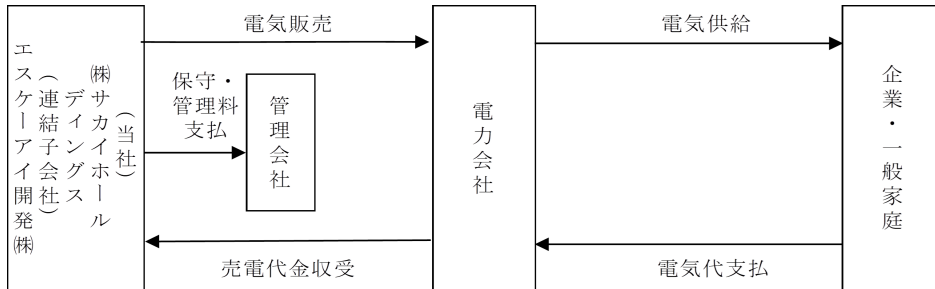 ㈱サカイホール
ディングス
(当社)
エスケーアイ開発㈱
(連結子会社)
電気販売
保守・
管理料
支払
管理会社
売電代金収受
電力会社
電気供給
電気代支払
企業・一般家庭